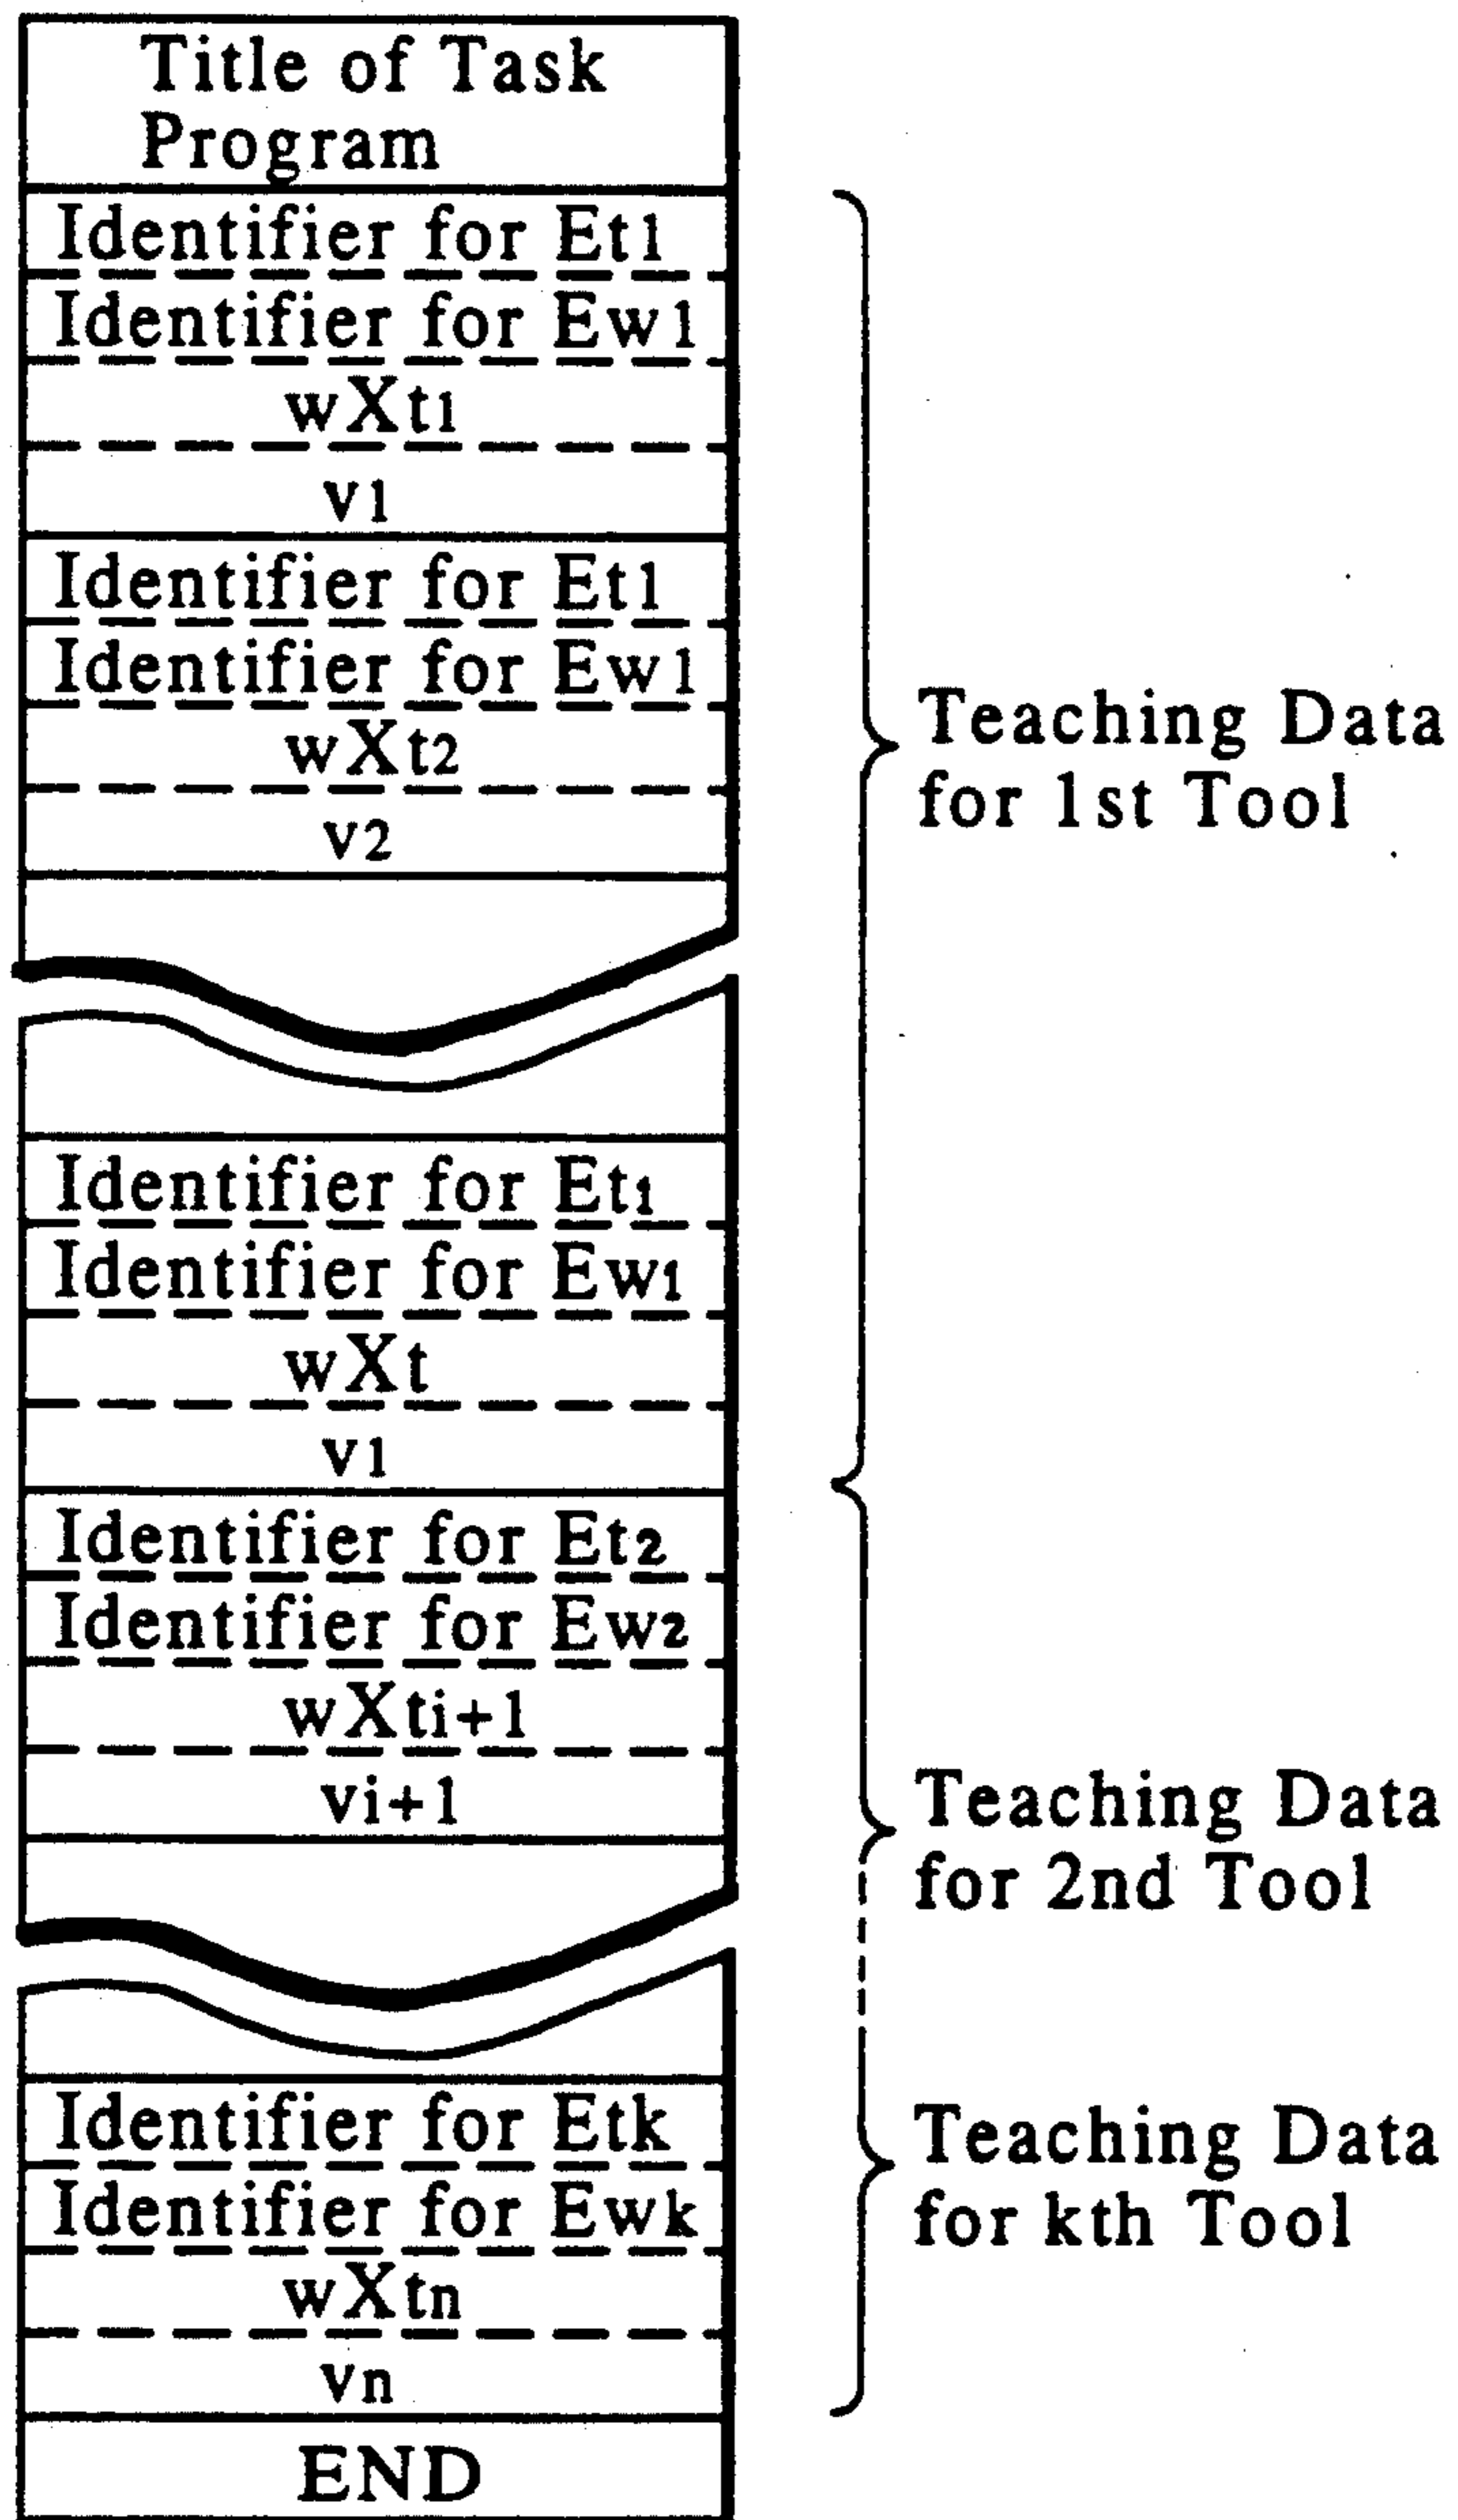 Title of Task
Program
Identifier for Et1
Identifier for Ew1
wXt1
v1
Identifier for Et1
Identifier for Ew1
wXt2
v2
Teaching Data
for 1st Tool
Identifier for Et1
Identifier for Ew1
wXt
v1
Identifier for Et2
Identifier for Ew2
wXti+1
vi+1
Teaching Data
for 2nd Tool
Identifier for Etk
Identifier for Ewk
wXtn
vn
Teaching Data
for kth Tool
END